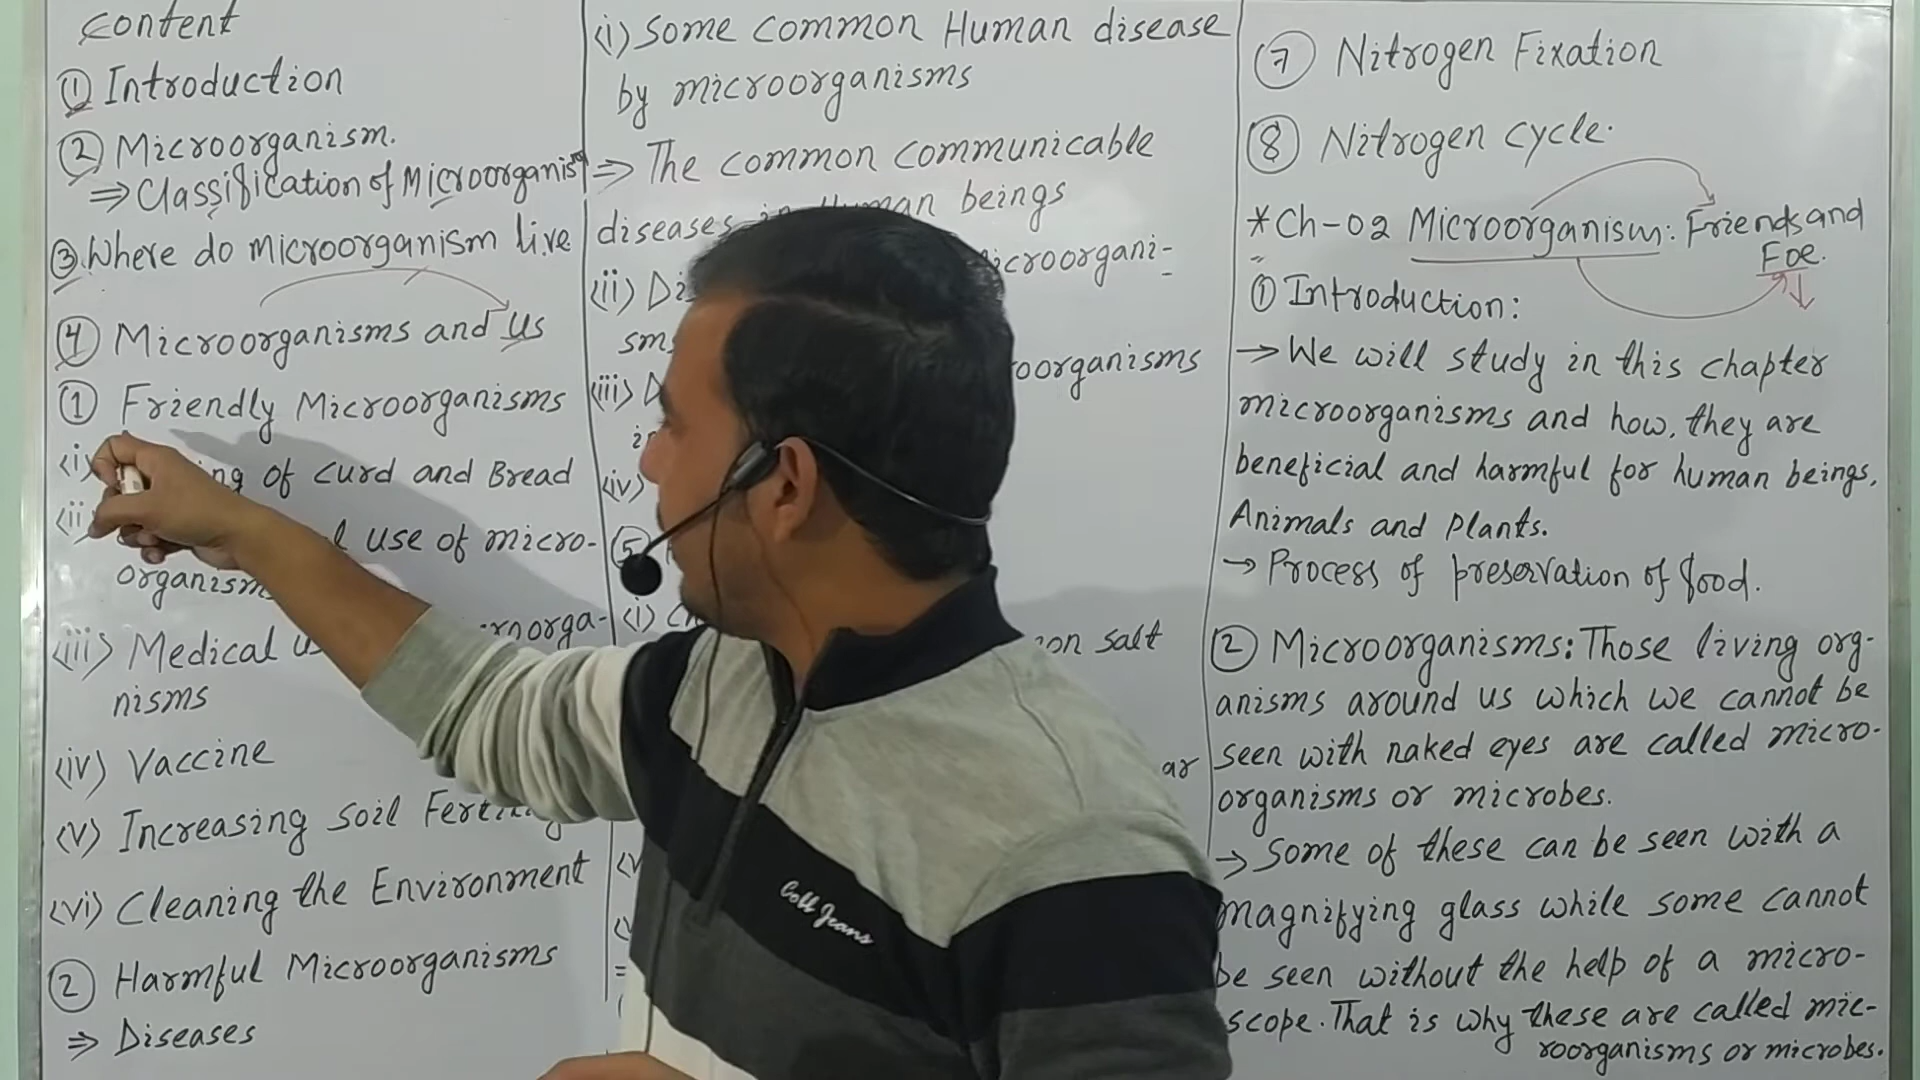 Content
① Introduction
② Microorganism.
⇒ Classification of Microorganism
③ Where do microorganism live
④ Microorganisms and us
① Friendly Microorganisms
(i) of curd and Bread
(ii) use of micro-
organism
(iii) Medical
nisms
(iv) Vaccine
(v) Increasing soil
(vi) Cleaning the Environment
② Harmful Microorganisms
⇒ Diseases
(i) Some common Human disease
by microorganisms
⇒ The common communicable
diseases in Human beings
(ii)
(iii)
(iv)
⑤
(i) salt
⑦ Nitrogen Fixation
⑧ Nitrogen cycle.
* Ch-02 Microorganism: Friends and
Foe.
① Introduction:
→ We will study in this chapter
microorganisms and how, they are
beneficial and harmful for human beings,
Animals and Plants.
→ Process of preservation of food.
② Microorganisms: Those living org-
anisms around us which we cannot be
seen with naked eyes are called micro-
organisms or microbes.
→ Some of these can be seen with a
magnifying glass while some cannot
be seen without the help of a micro-
scope. That is why these are called mic-
roorganisms or microbes.
Colt Jeans